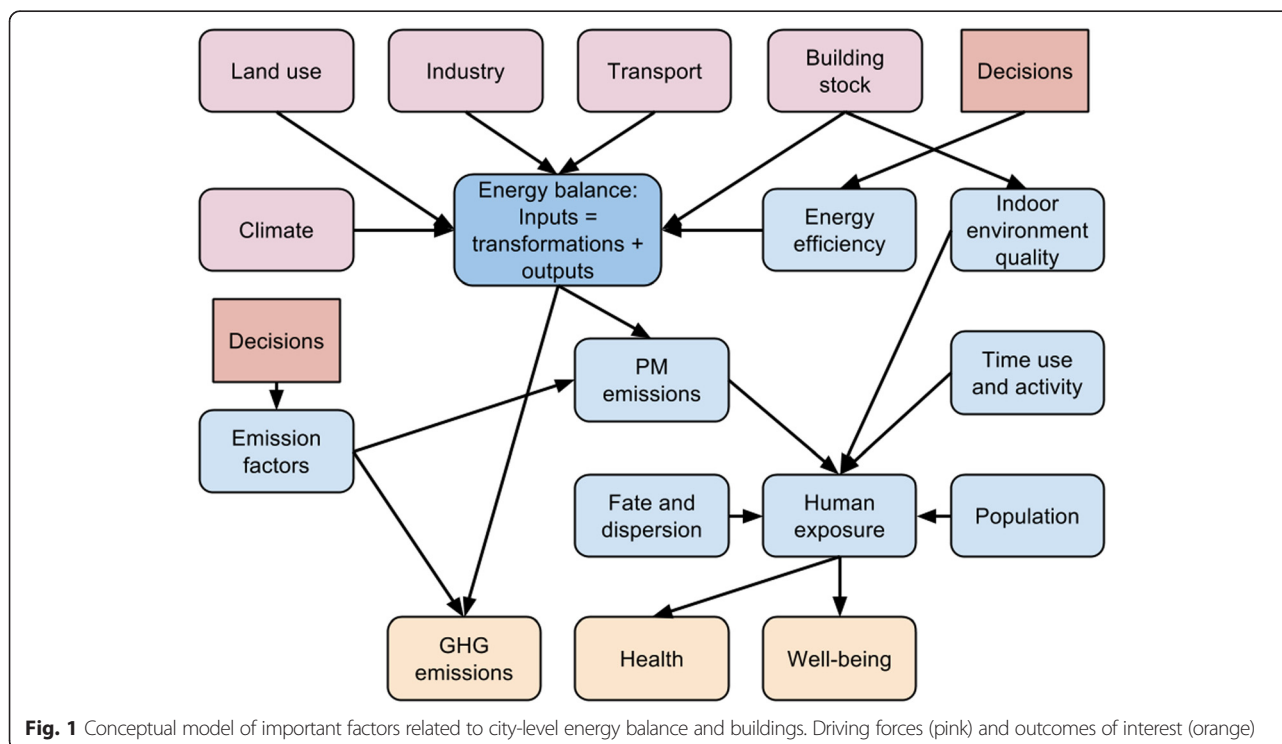 Land use
Industry
Transport
Building
stock
Decisions
Climate
Energy balance:
Inputs =
transformations +
outputs
Energy
efficiency
Indoor
environment
quality
Decisions
PM
emissions
Time use
and activity
Emission
factors
Fate and
dispersion
Human
exposure
Population
GHG
emissions
Health
Well-being
Fig. 1 Conceptual model of important factors related to city-level energy balance and buildings. Driving forces (pink) and outcomes of interest (orange)